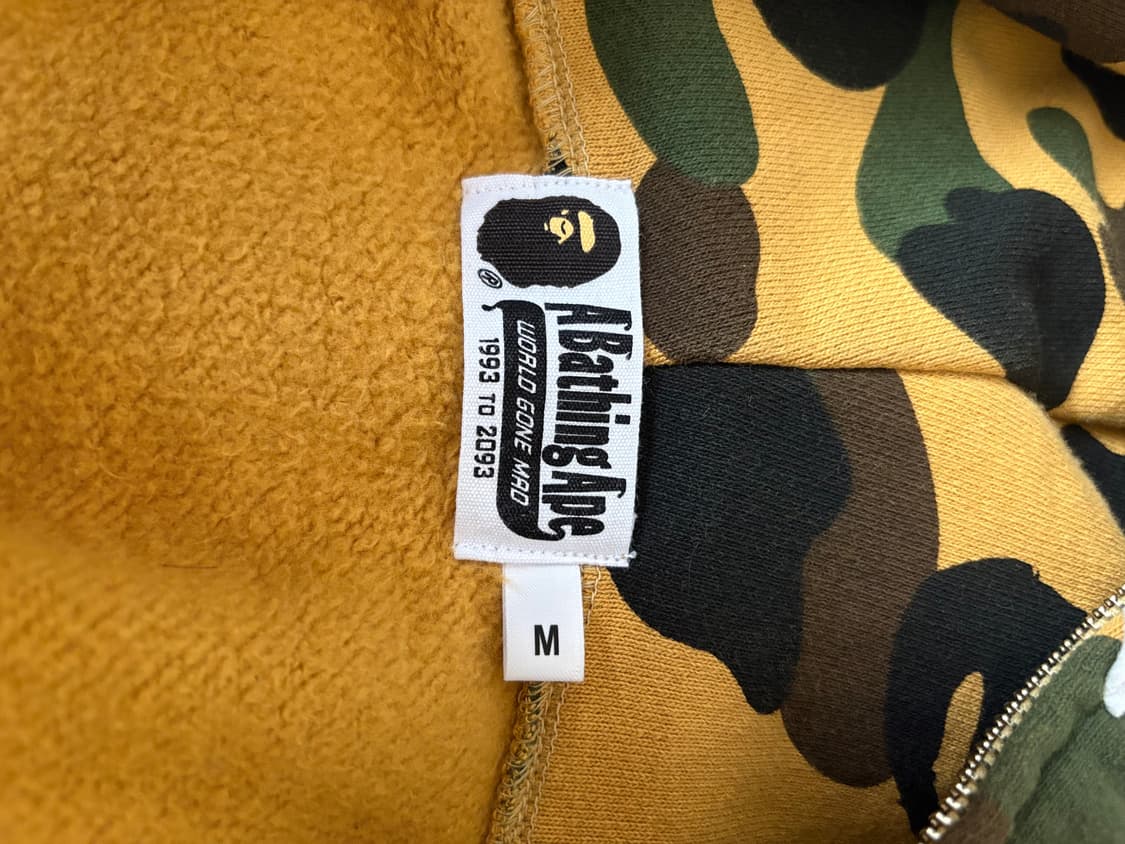 ®
A Bathing Ape
WORLD GONE MAD
1993 TO 2093
M